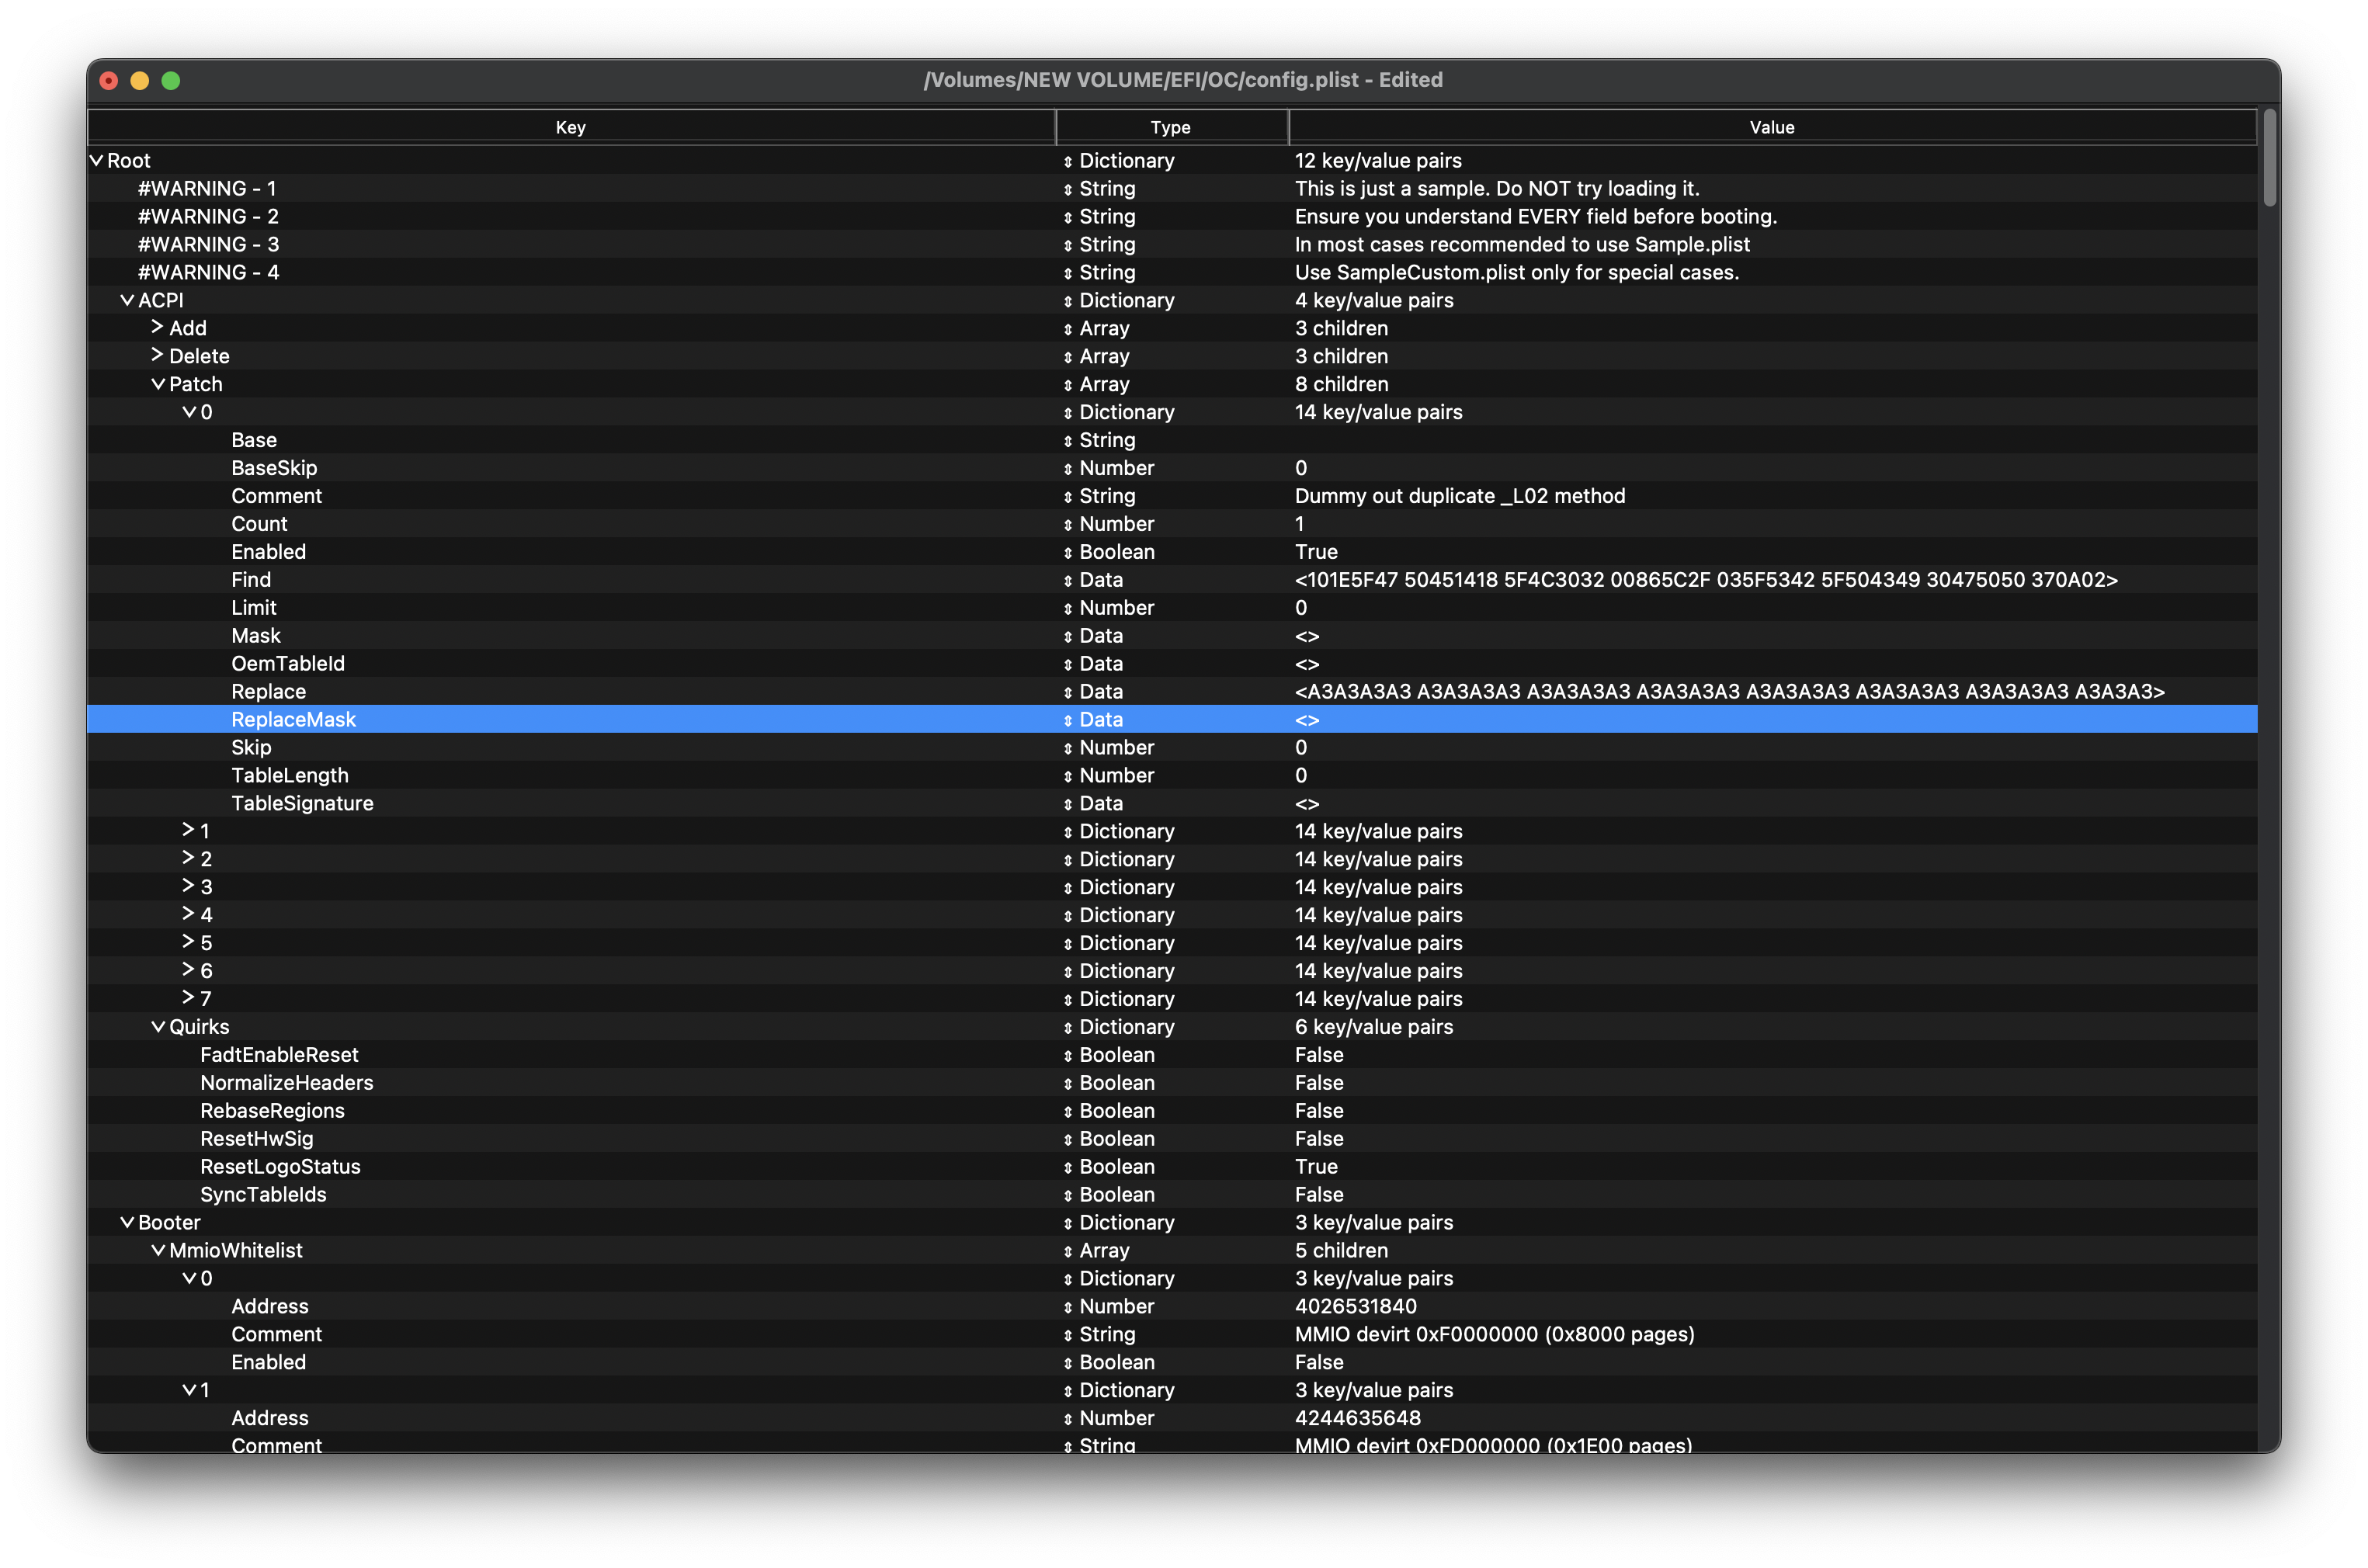 /Volumes/NEW VOLUME/EFI/OC/config.plist - Edited
Key Type Value
Root Dictionary 12 key/value pairs
#WARNING - 1 String This is just a sample. Do NOT try loading it.
#WARNING - 2 String Ensure you understand EVERY field before booting.
#WARNING - 3 String In most cases recommended to use Sample.plist
#WARNING - 4 String Use SampleCustom.plist only for special cases.
ACPI Dictionary 4 key/value pairs
Add Array 3 children
Delete Array 3 children
Patch Array 8 children
0 Dictionary 14 key/value pairs
Base String
BaseSkip Number 0
Comment String Dummy out duplicate _L02 method
Count Number 1
Enabled Boolean True
Find Data <101E5F47 50451418 5F4C3032 00865C2F 035F5342 5F504349 30475050 370A02>
Limit Number 0
Mask Data <>
OemTableId Data <>
Replace Data <A3A3A3A3 A3A3A3A3 A3A3A3A3 A3A3A3A3 A3A3A3A3 A3A3A3A3 A3A3A3A3 A3A3A3>
ReplaceMask Data <>
Skip Number 0
TableLength Number 0
TableSignature Data <>
1 Dictionary 14 key/value pairs
2 Dictionary 14 key/value pairs
3 Dictionary 14 key/value pairs
4 Dictionary 14 key/value pairs
5 Dictionary 14 key/value pairs
6 Dictionary 14 key/value pairs
7 Dictionary 14 key/value pairs
Quirks Dictionary 6 key/value pairs
FadtEnableReset Boolean False
NormalizeHeaders Boolean False
RebaseRegions Boolean False
ResetHwSig Boolean False
ResetLogoStatus Boolean True
SyncTableIds Boolean False
Booter Dictionary 3 key/value pairs
MmioWhitelist Array 5 children
0 Dictionary 3 key/value pairs
Address Number 4026531840
Comment String MMIO devirt 0xF0000000 (0x8000 pages)
Enabled Boolean False
1 Dictionary 3 key/value pairs
Address Number 4244635648
Comment String MMIO devirt 0xFD000000 (0x1E00 pages)